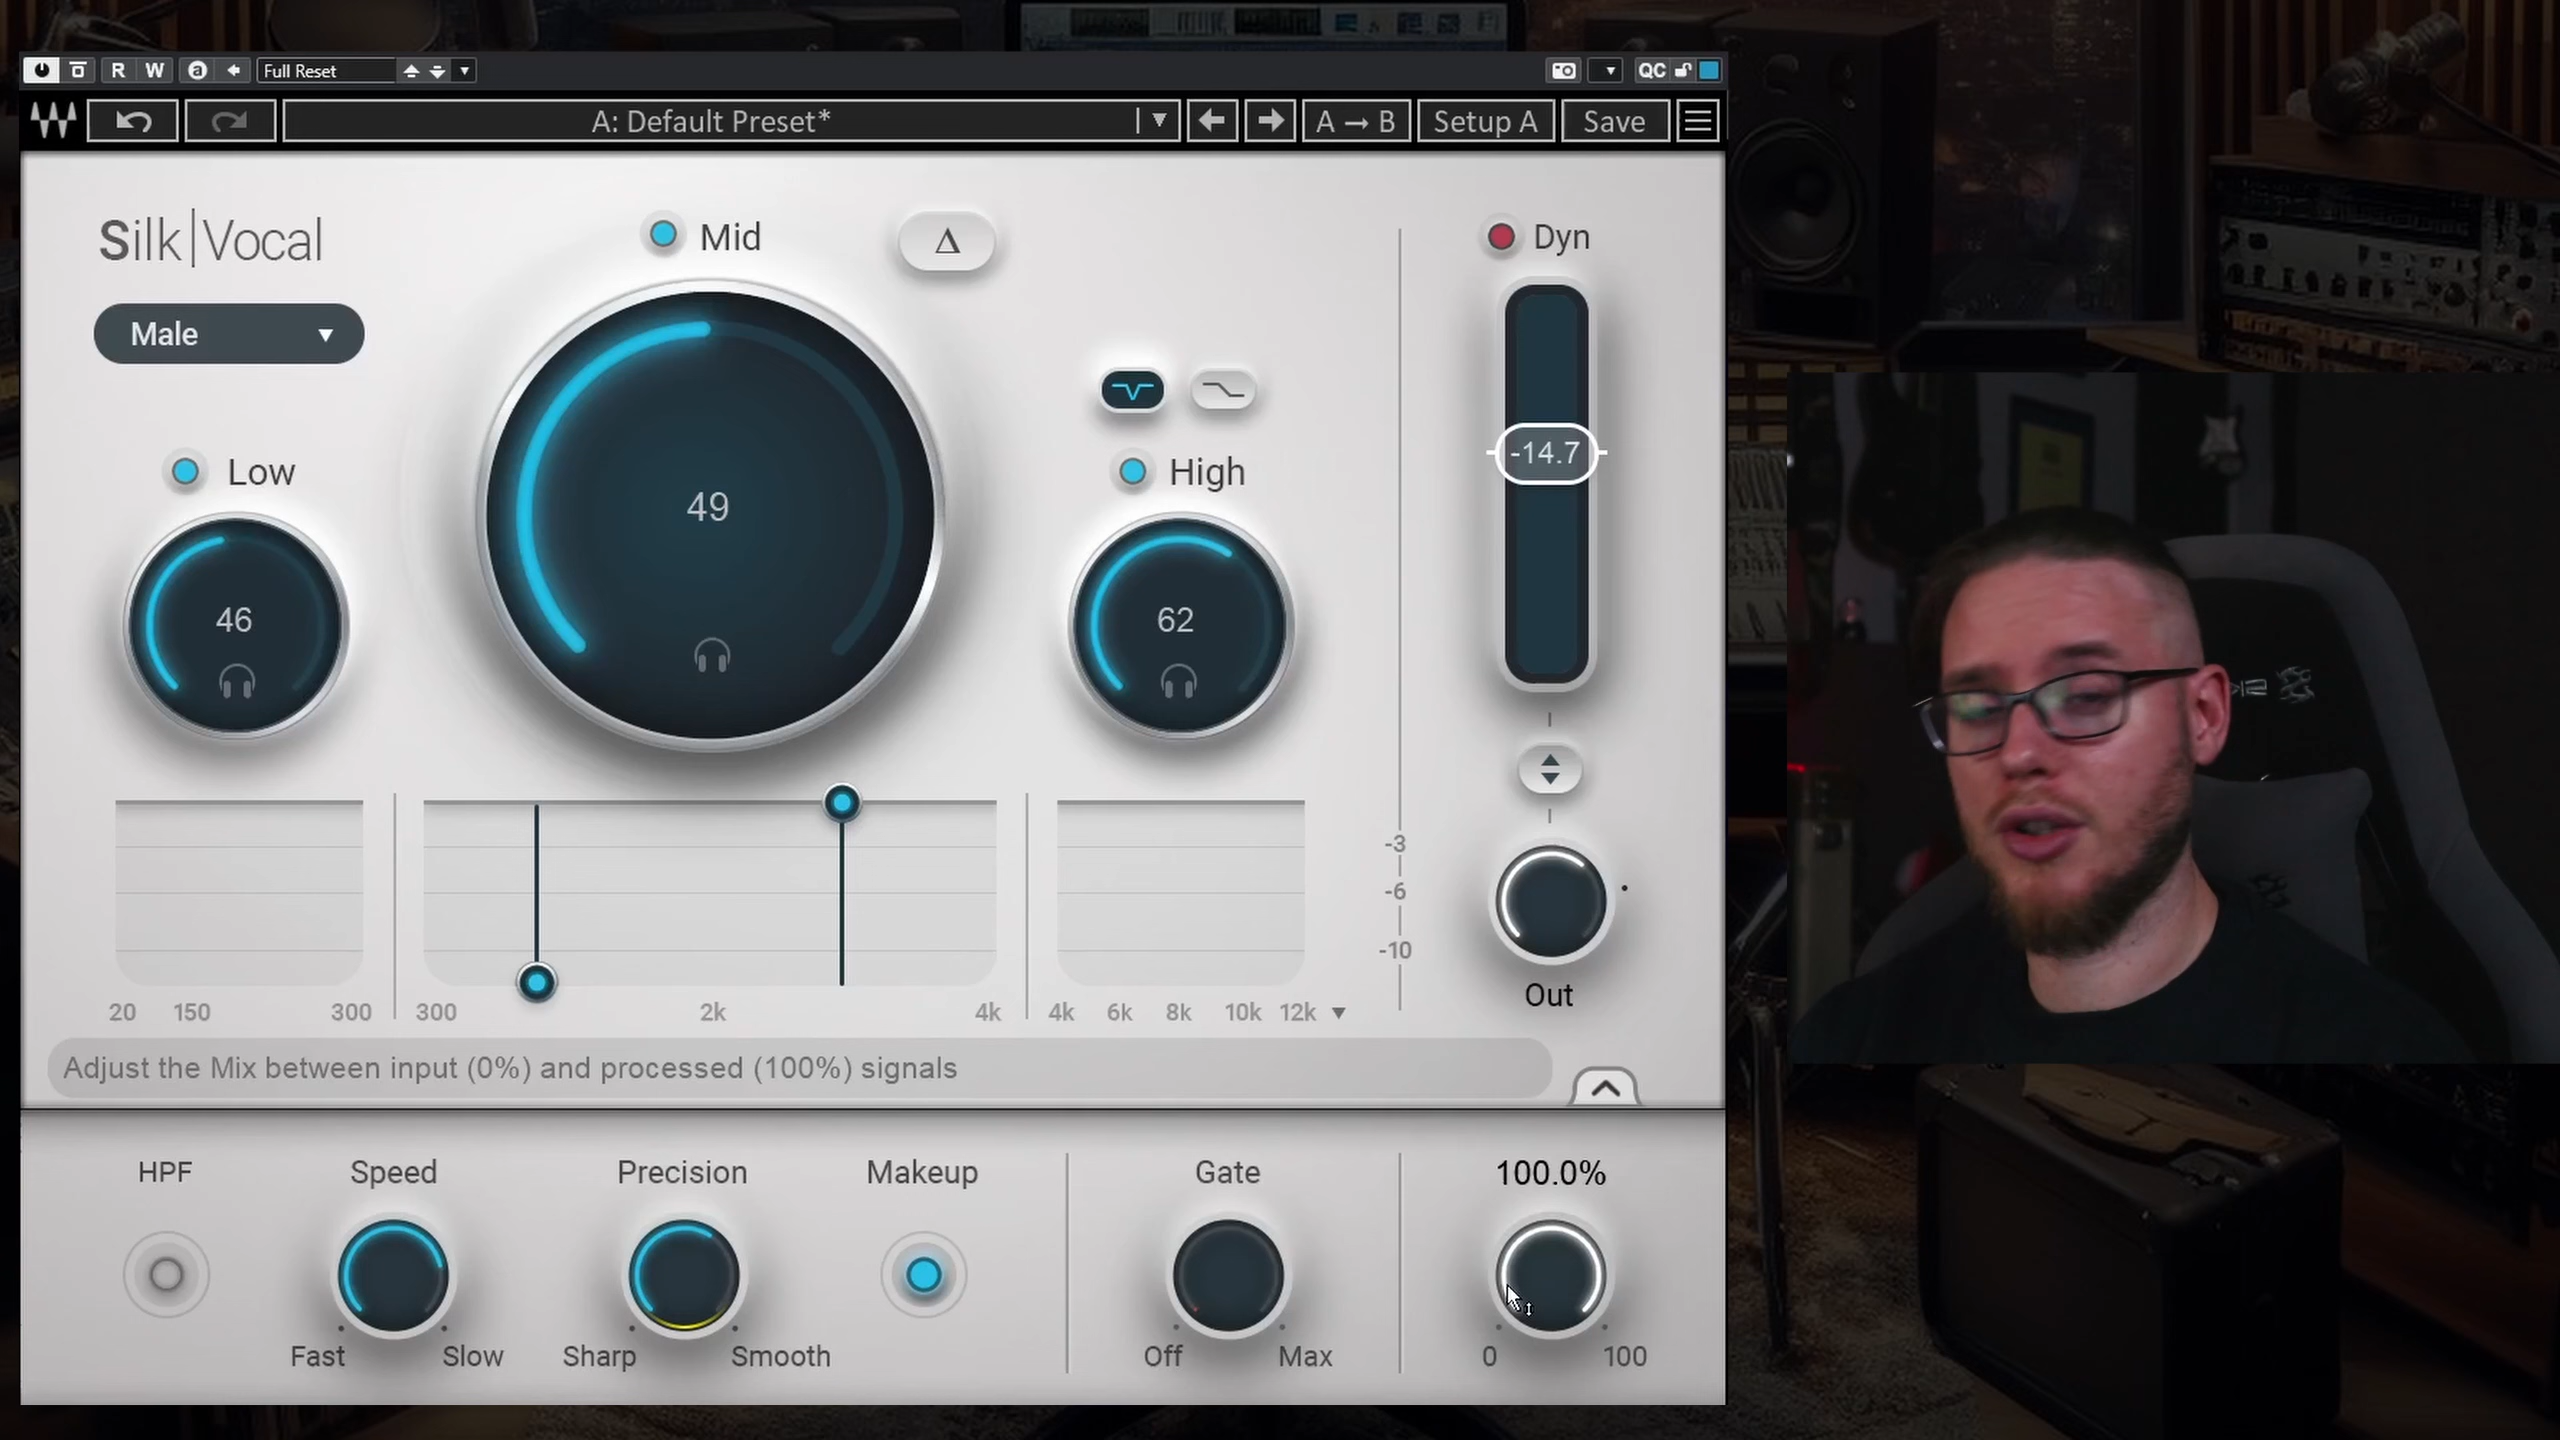 R W a Full Reset QC
A: Default Preset* A → B Setup A Save
Silk|Vocal
Male
Mid
Δ
Dyn
Low
High
49
-14.7
46
62
-3
-6
-10
20 150 300 300 2k 4k 4k 6k 8k 10k 12k
Out
Adjust the Mix between input (0%) and processed (100%) signals
HPF Speed Precision Makeup Gate 100.0%
Fast Slow Sharp Smooth Off Max 0 100